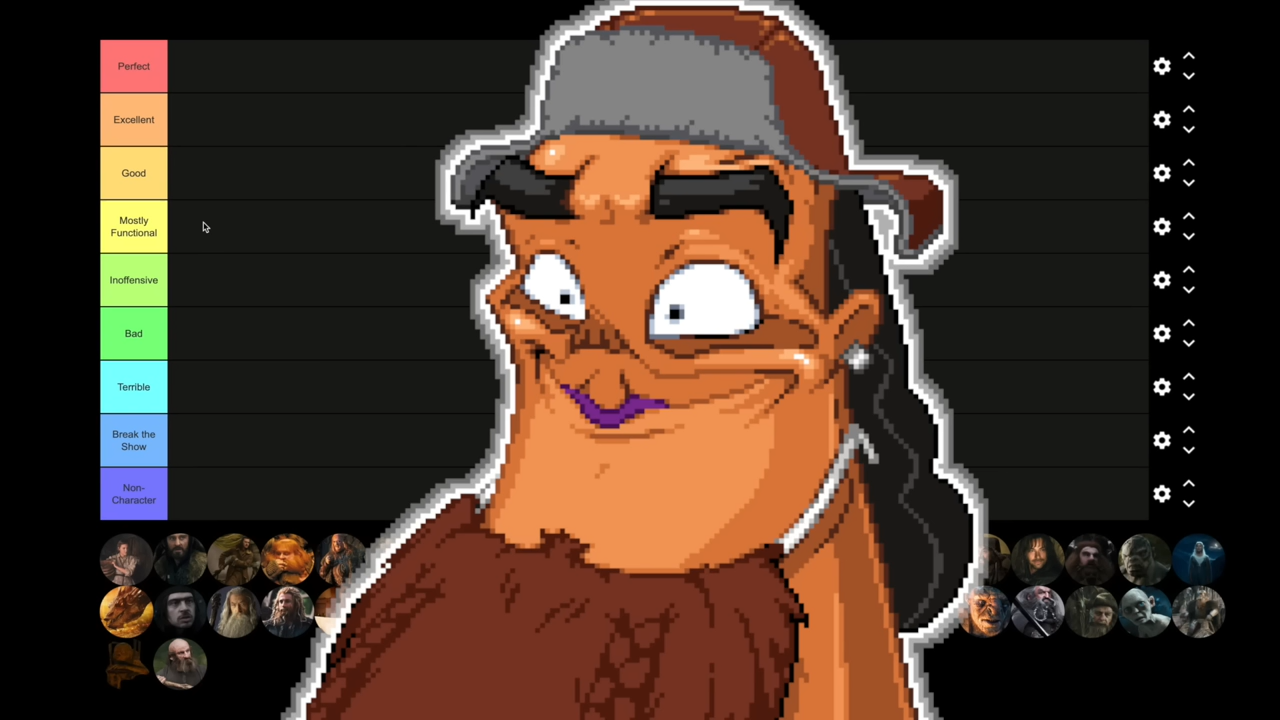 Perfect
Excellent
Good
Mostly
Functional
Inoffensive
Bad
Terrible
Break the
Show
Non-
Character